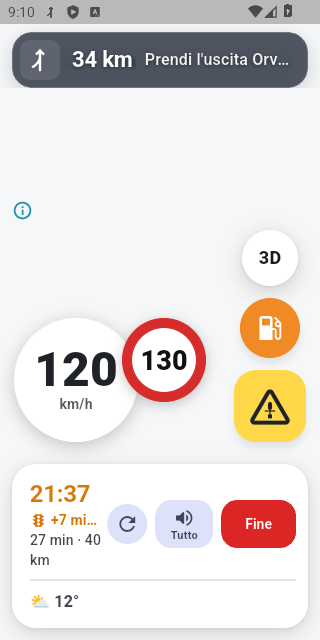 9:10
34 km Prendi l'uscita Orv...
3D
120
km/h
130
21:37
+7 mi...
27 min · 40
km
Tutto
Fine
12°